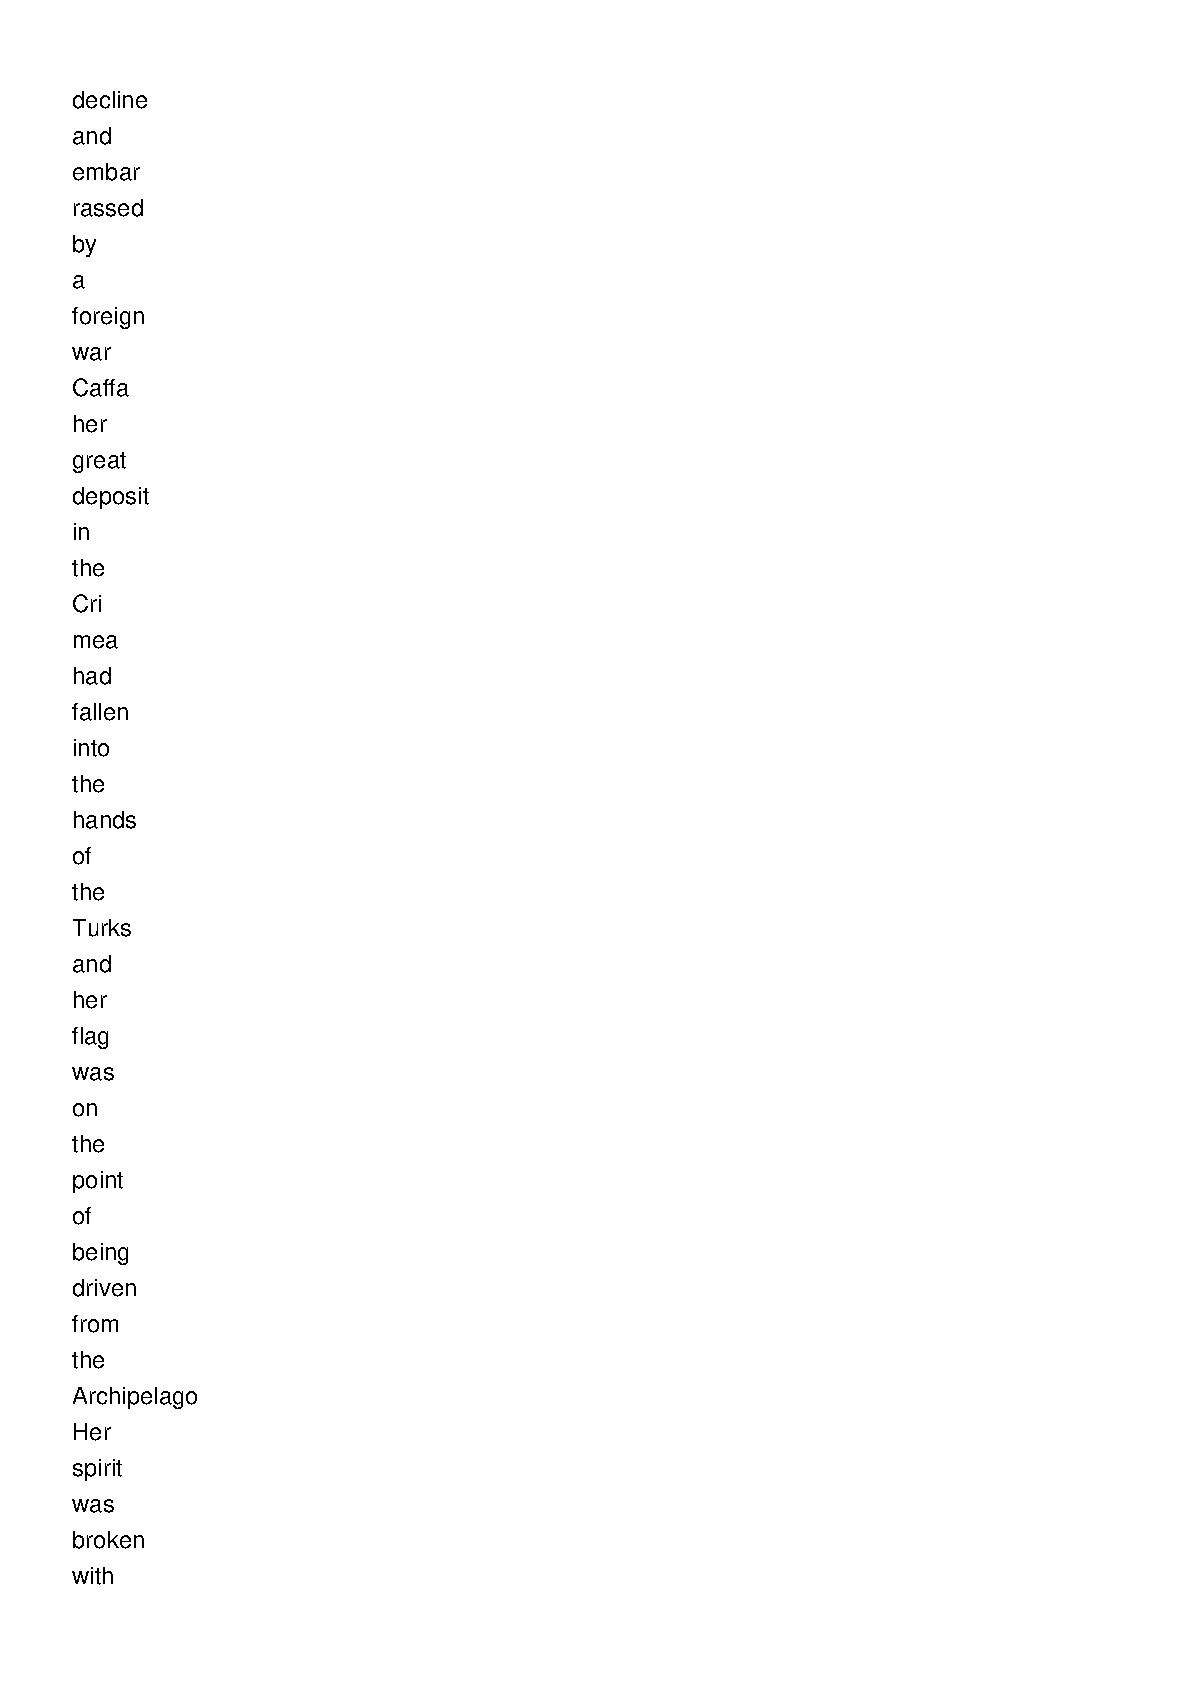 decline
and
embar
rassed
by
a
foreign
war
Caffa
her
great
deposit
in
the
Cri
mea
had
fallen
into
the
hands
of
the
Turks
and
her
flag
was
on
the
point
of
being
driven
from
the
Archipelago
Her
spirit
was
broken
with